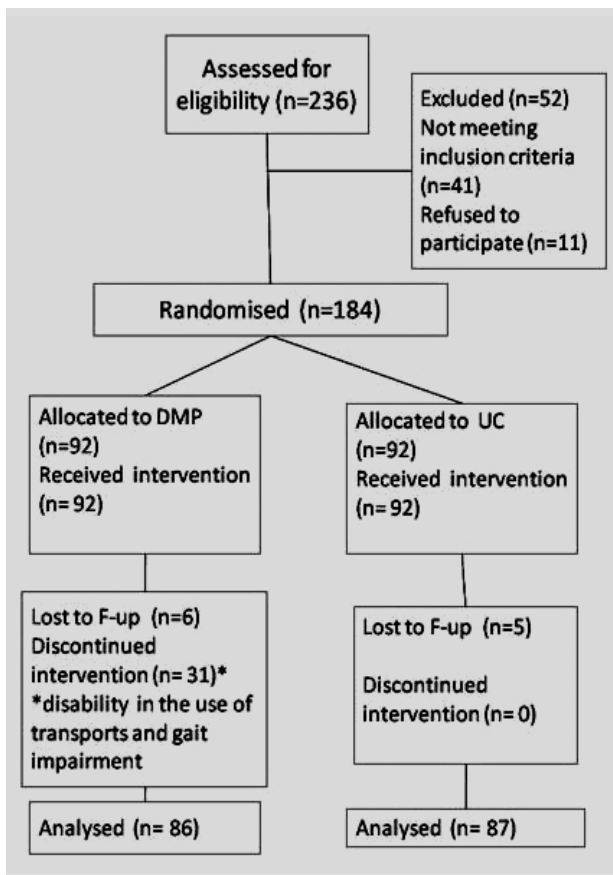 Assessed for
eligibility (n=236)
Excluded (n=52)
Not meeting
inclusion criteria
(n=41)
Refused to
participate (n=11)
Randomised (n=184)
Allocated to DMP
(n=92)
Received intervention
(n= 92)
Allocated to UC
(n=92)
Received intervention
(n= 92)
Lost to F-up (n=6)
Discontinued
intervention (n= 31)*
*disability in the use of
transports and gait
impairment
Lost to F-up (n=5)
Discontinued
intervention (n= 0)
Analysed (n= 86)
Analysed (n= 87)